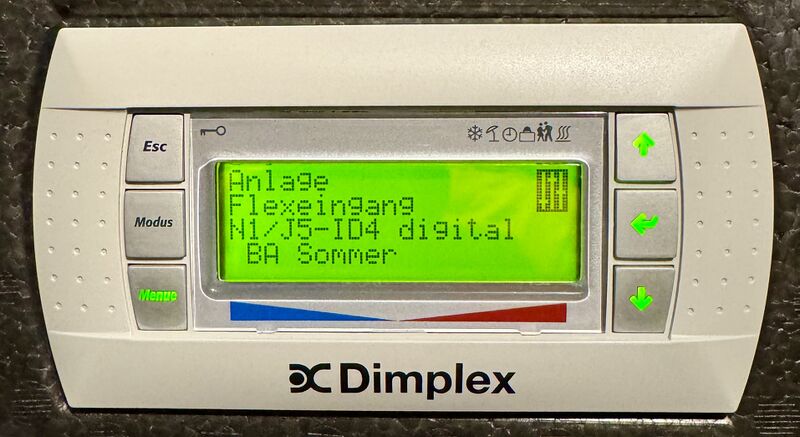 Esc
Modus
Menue
Anlage
Flexeingang
N1/J5-ID4 digital
BA Sommer
Dimplex